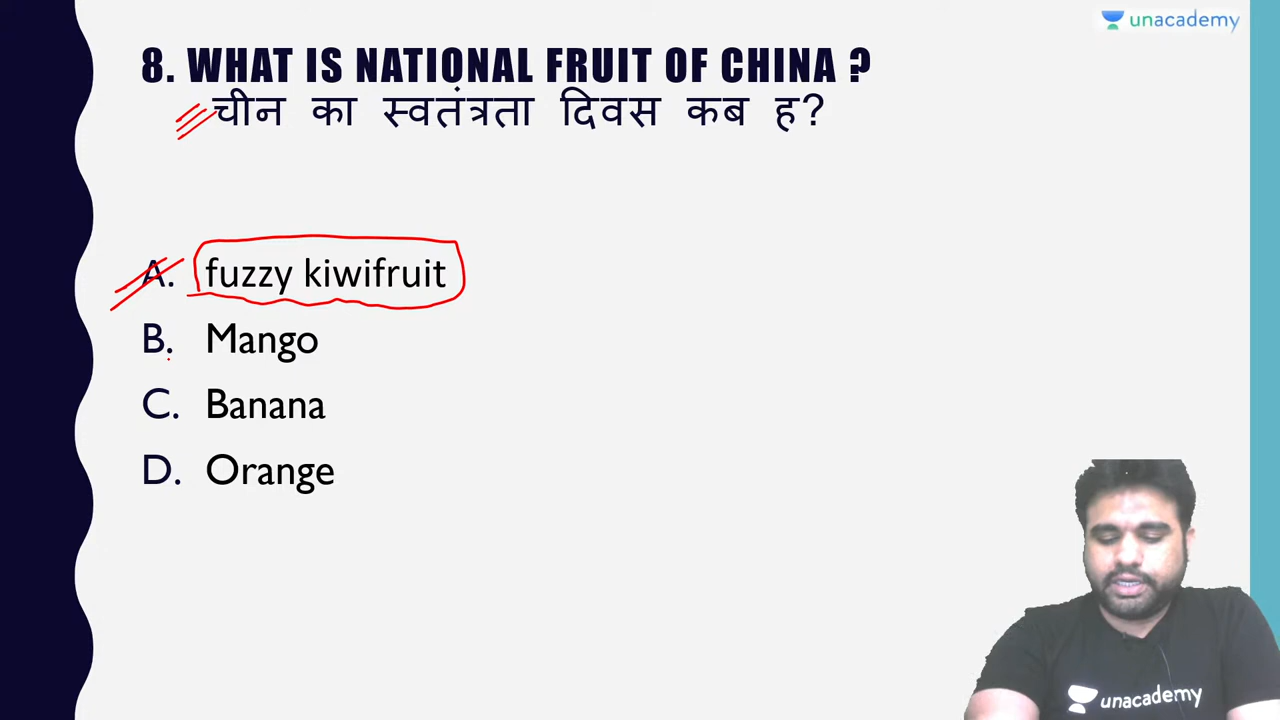 unacademy
8. WHAT IS NATIONAL FRUIT OF CHINA ?
चीन का स्वतंत्रता दिवस कब ह?
A. fuzzy kiwifruit
B. Mango
C. Banana
D. Orange
unacademy